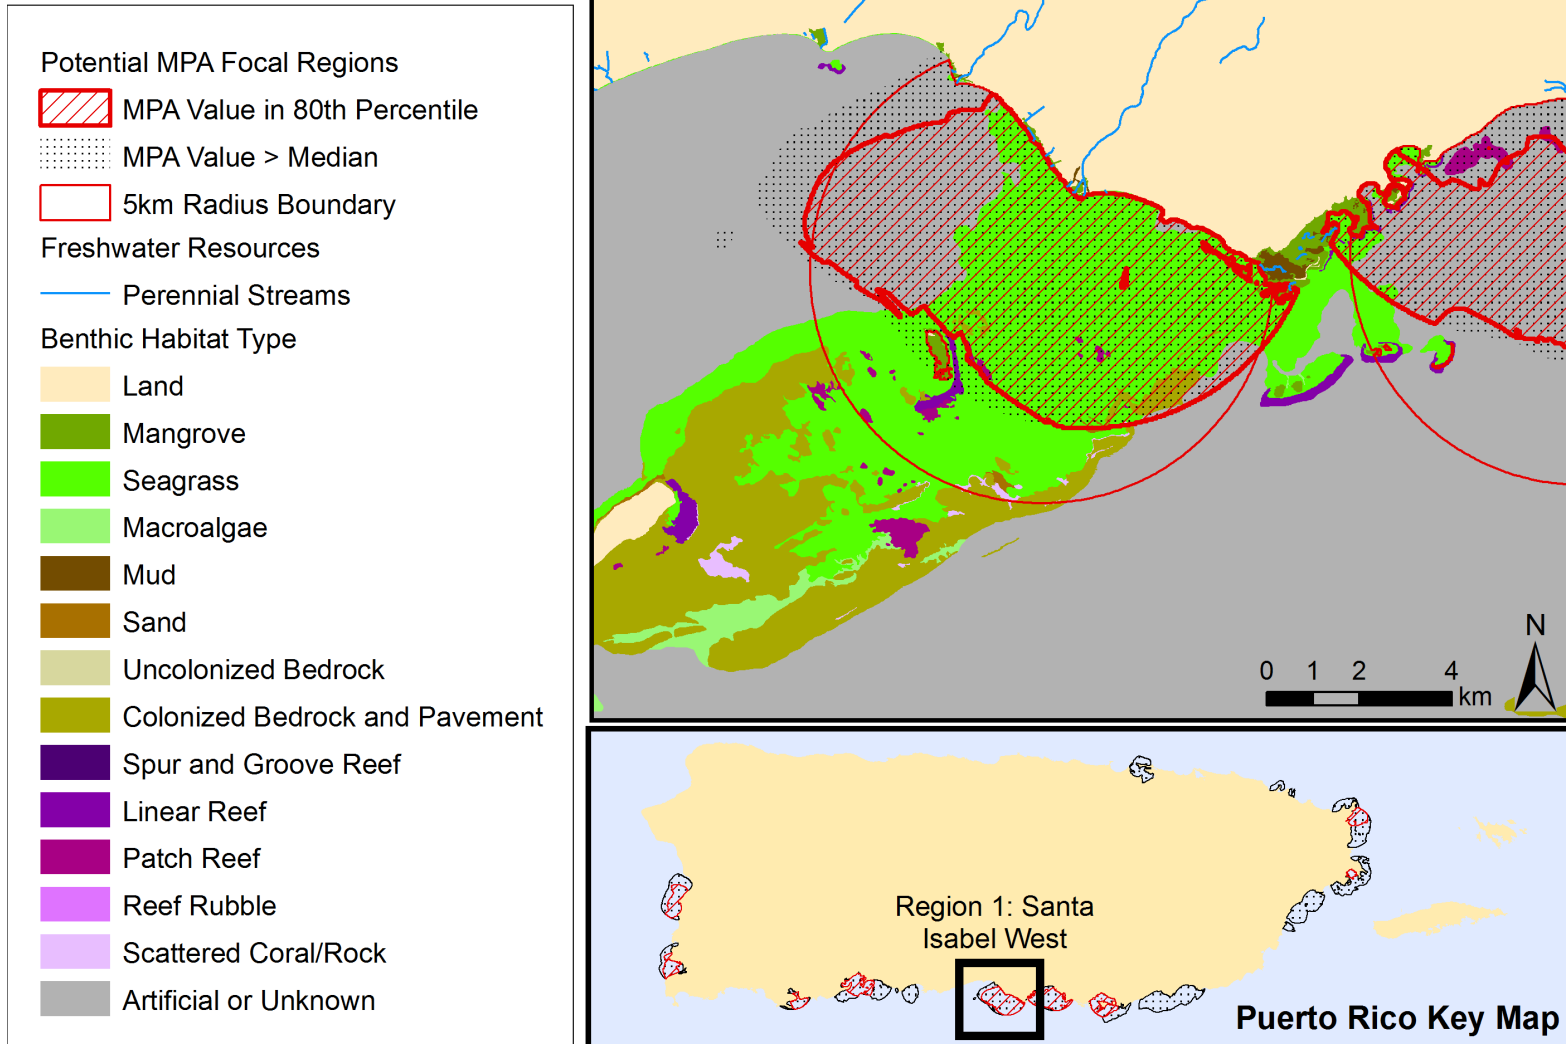 Potential MPA Focal Regions
MPA Value in 80th Percentile
MPA Value > Median
5km Radius Boundary
Freshwater Resources
Perennial Streams
Benthic Habitat Type
Land
Mangrove
Seagrass
Macroalgae
Mud
Sand
Uncolonized Bedrock
Colonized Bedrock and Pavement
Spur and Groove Reef
Linear Reef
Patch Reef
Reef Rubble
Scattered Coral/Rock
Artificial or Unknown
N
0 1 2 4
km
Region 1: Santa
Isabel West
Puerto Rico Key Map